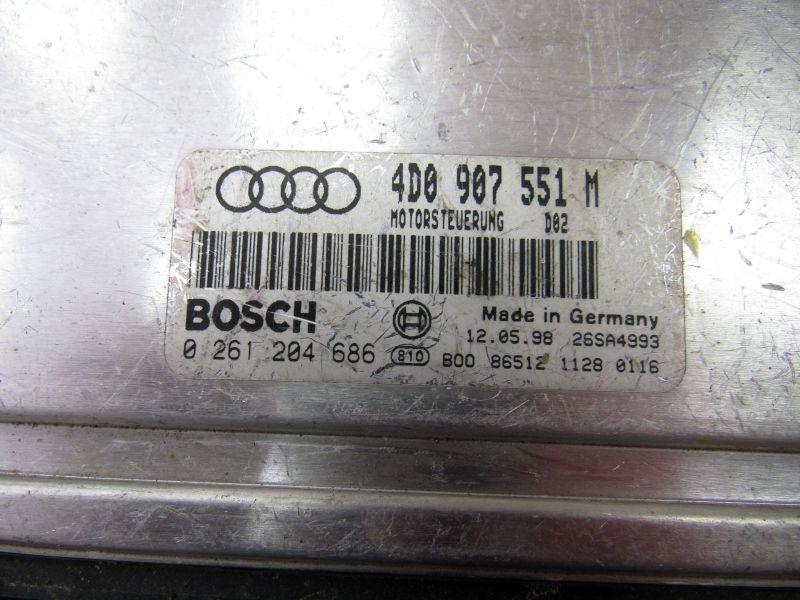 4D0 907 551 M
MOTORSTEUERUNG D02
BOSCH
Made in Germany
12.05.98 26SA4993
0 261 204 686 810 B00 86512 1128 0116